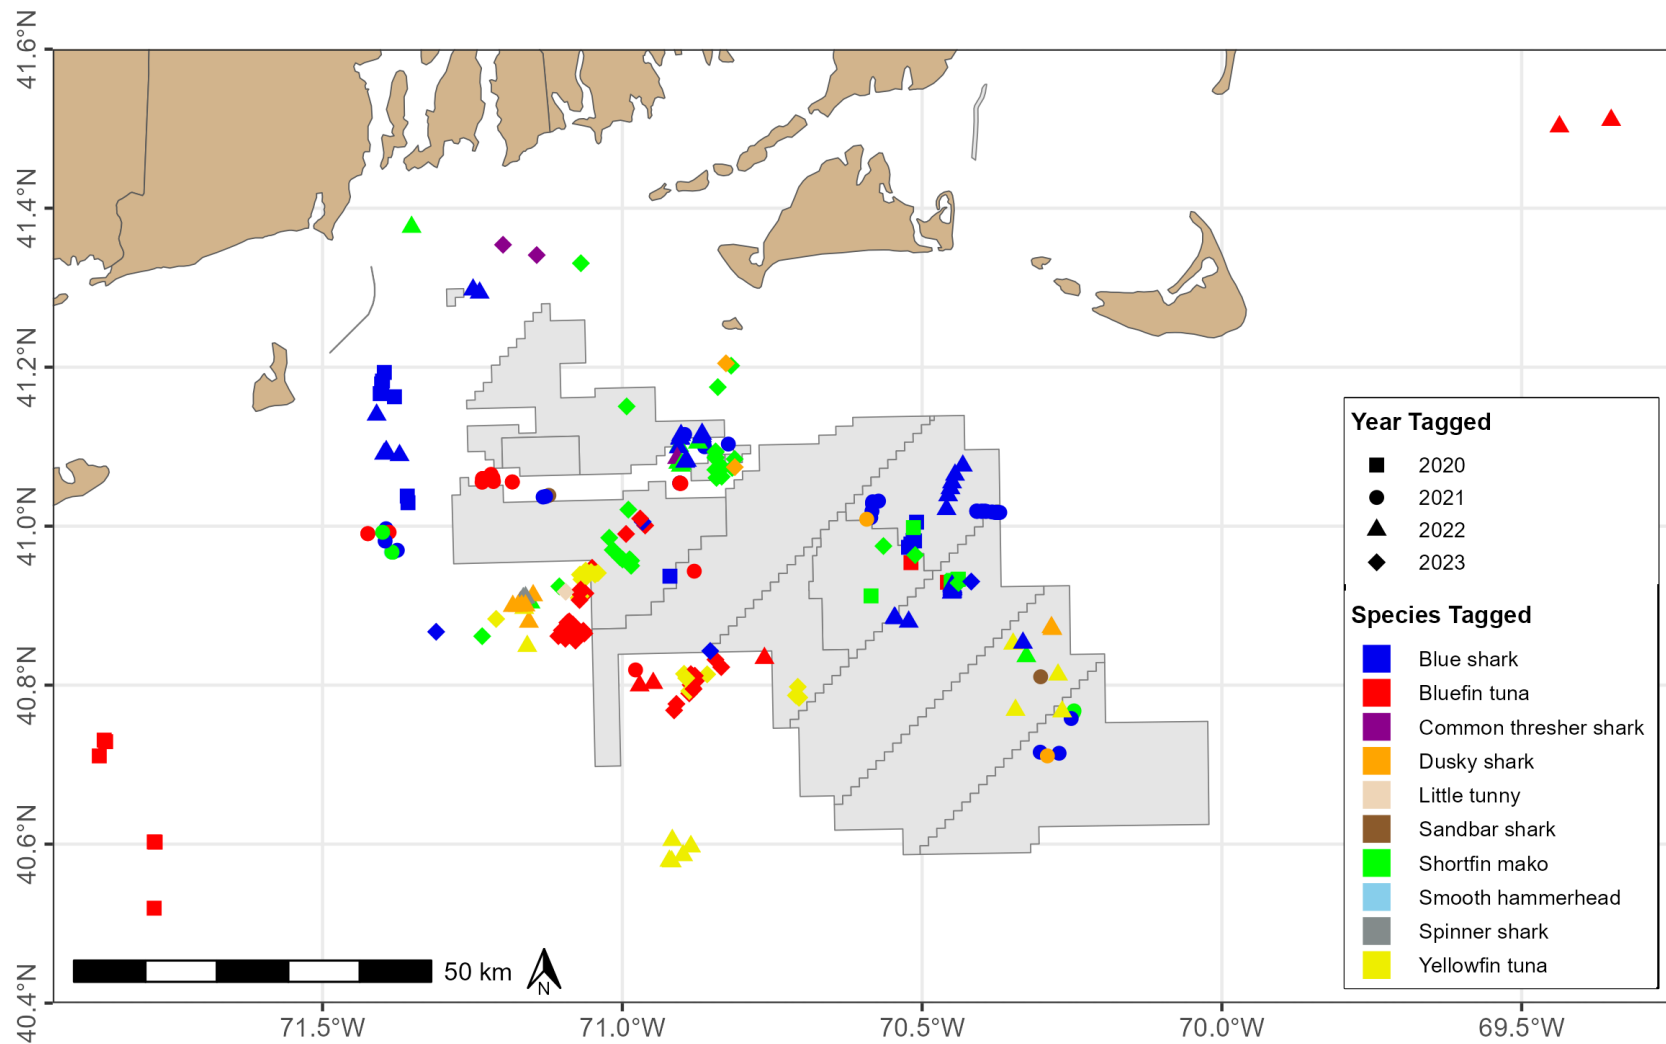 41.6°N
41.4°N
41.2°N
41.0°N
40.8°N
40.6°N
40.4°N
71.5°W
71.0°W
70.5°W
70.0°W
69.5°W
50 km
N
Year Tagged
2020
2021
2022
2023
Species Tagged
Blue shark
Bluefin tuna
Common thresher shark
Dusky shark
Little tunny
Sandbar shark
Shortfin mako
Smooth hammerhead
Spinner shark
Yellowfin tuna